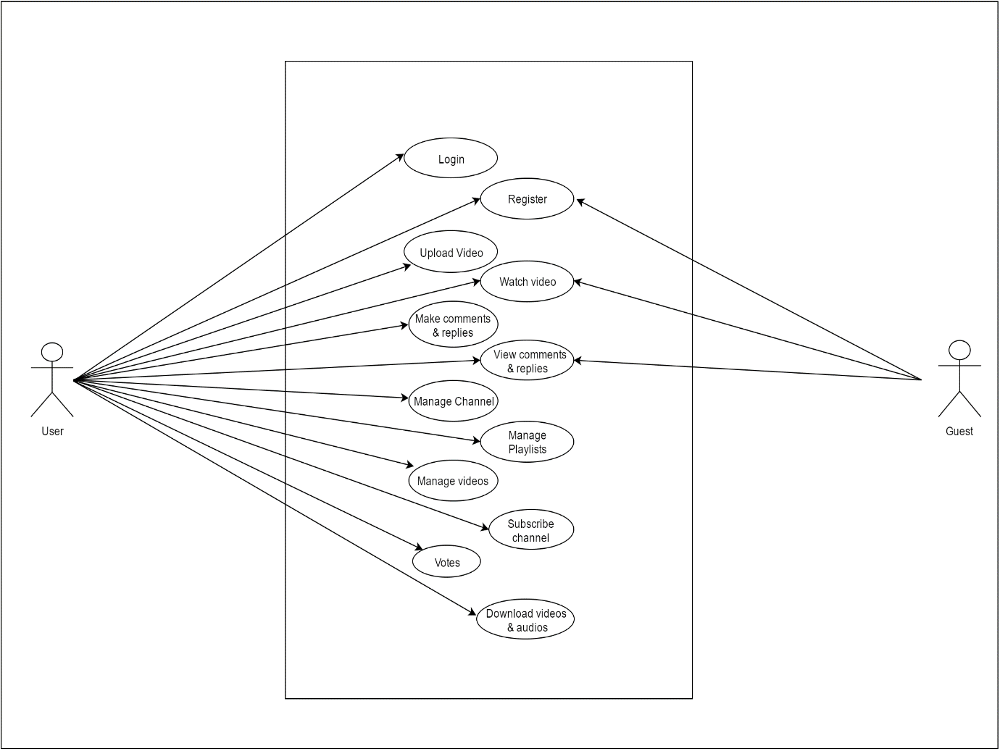 Login
Register
Upload Video
Watch video
Make comments
& replies
View comments
& replies
Manage Channel
Manage
Playlists
Manage videos
Subscribe
channel
Votes
Download videos
& audios
User
Guest